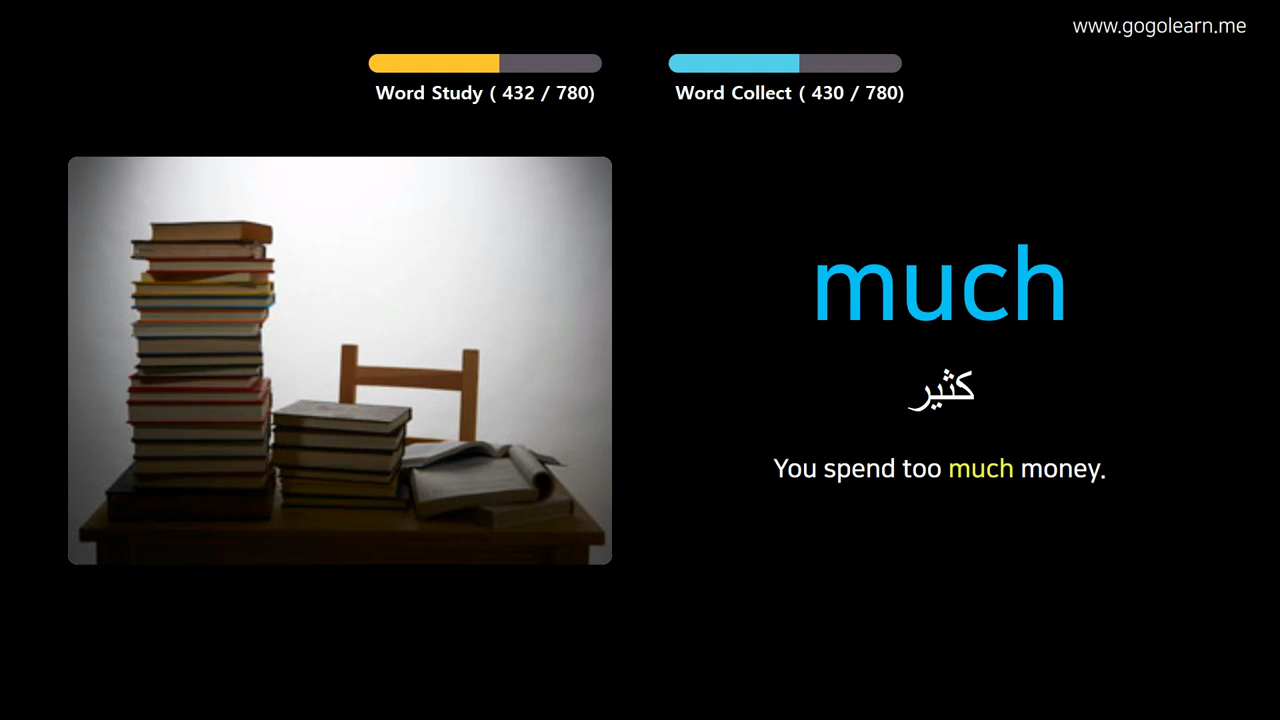 www.gogolearn.me
Word Study ( 432 / 780)
Word Collect ( 430 / 780)
much
كثير
You spend too much money.